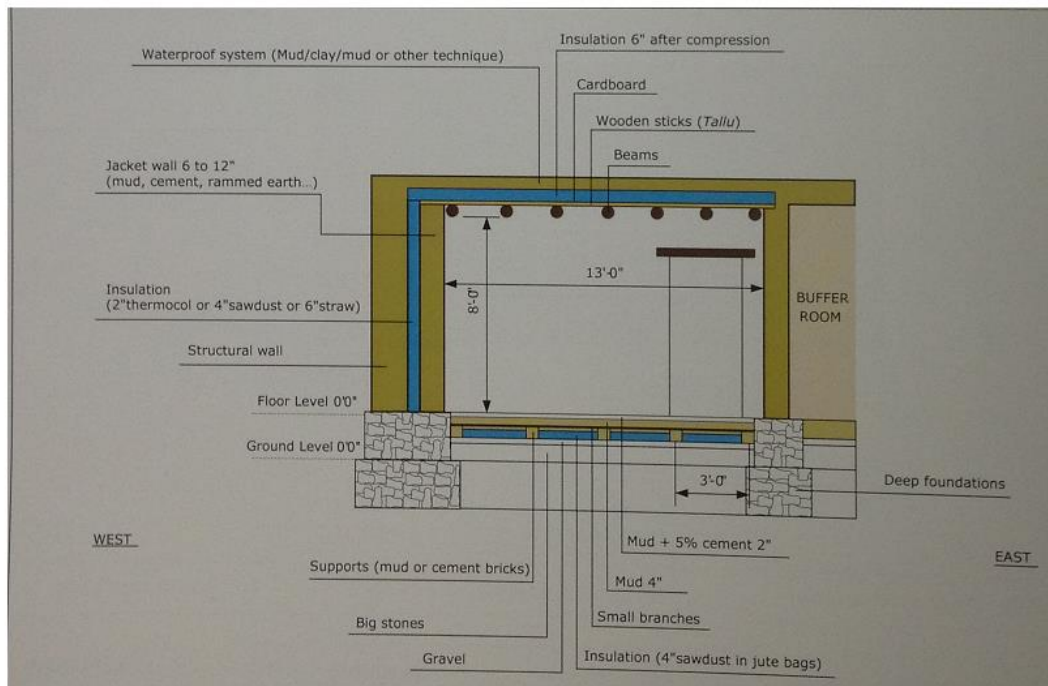 Insulation 6" after compression
Waterproof system (Mud/clay/mud or other technique)
Cardboard
Wooden sticks (Tallu)
Beams
Jacket wall 6 to 12"
(mud, cement, rammed earth...)
13'-0"
8'-0"
BUFFER
ROOM
Insulation
(2"thermocol or 4"sawdust or 6"straw)
Structural wall
Floor Level 0'0"
Ground Level 0'0"
3'-0"
Deep foundations
WEST
Mud + 5% cement 2"
EAST
Supports (mud or cement bricks)
Mud 4"
Big stones
Small branches
Gravel
Insulation (4"sawdust in jute bags)